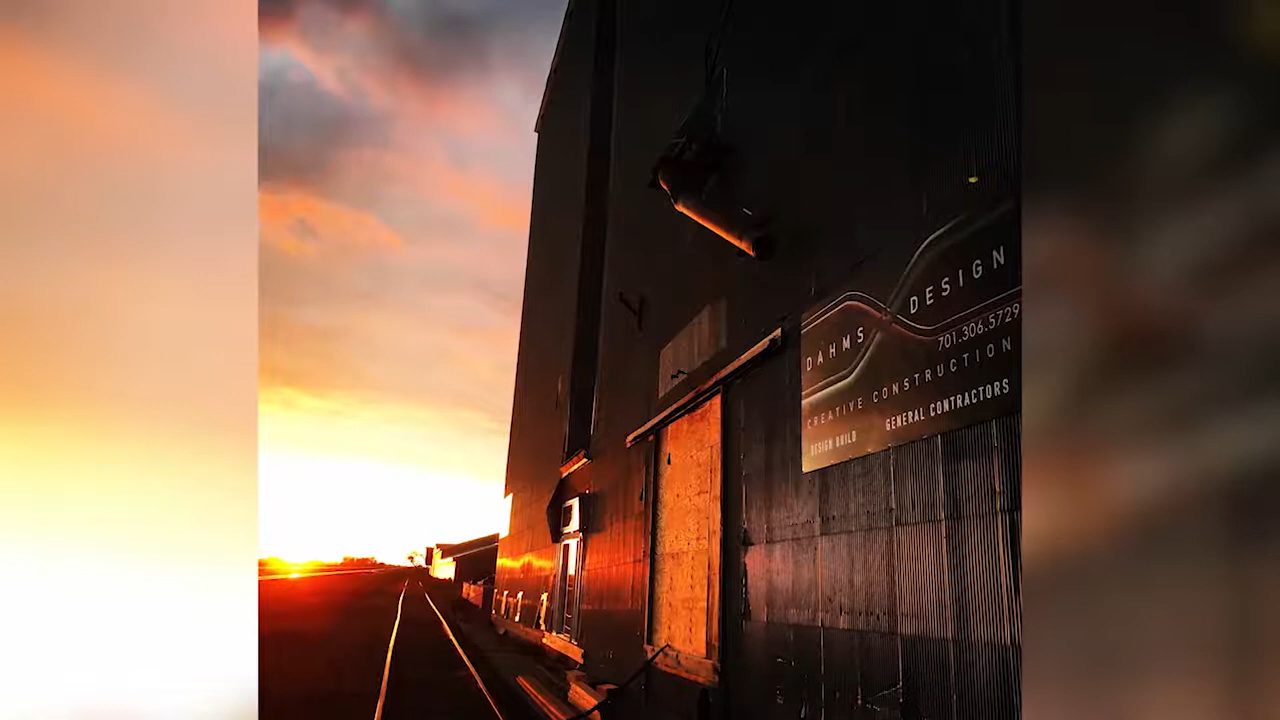 DAHMS DESIGN
701.306.5729
CREATIVE CONSTRUCTION
DESIGN BUILD GENERAL CONTRACTORS